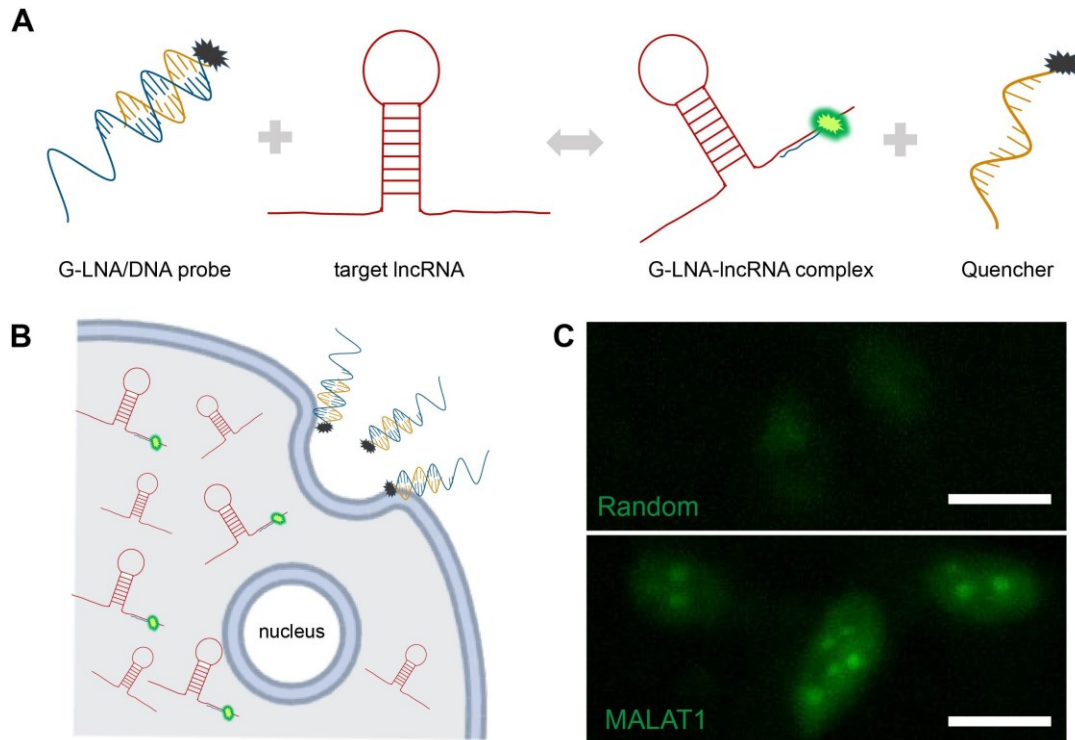 A
G-LNA/DNA probe
target lncRNA
G-LNA-lncRNA complex
Quencher
B
nucleus
C
Random
MALAT1